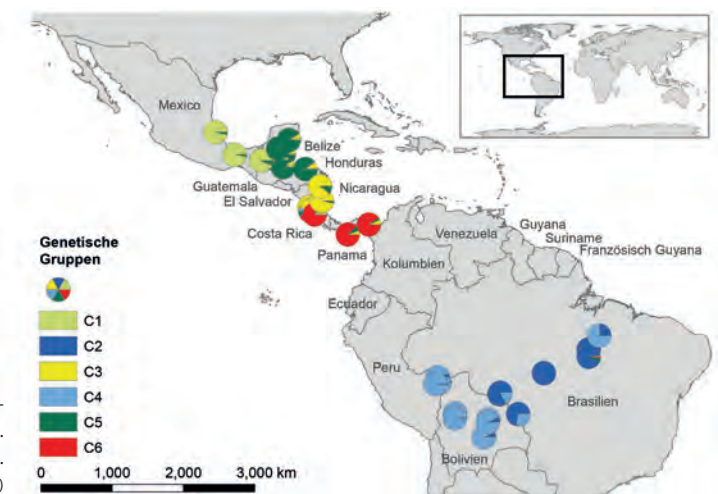 Mexico
Belize
Honduras
Guatemala
Nicaragua
El Salvador
Costa Rica
Panama
Venezuela
Guyana
Suriname
Französisch Guyana
Kolumbien
Ecuador
Peru
Brasilien
Bolivien
Genetische
Gruppen
C1
C2
C3
C4
C5
C6
0 1,000 2,000 3,000 km